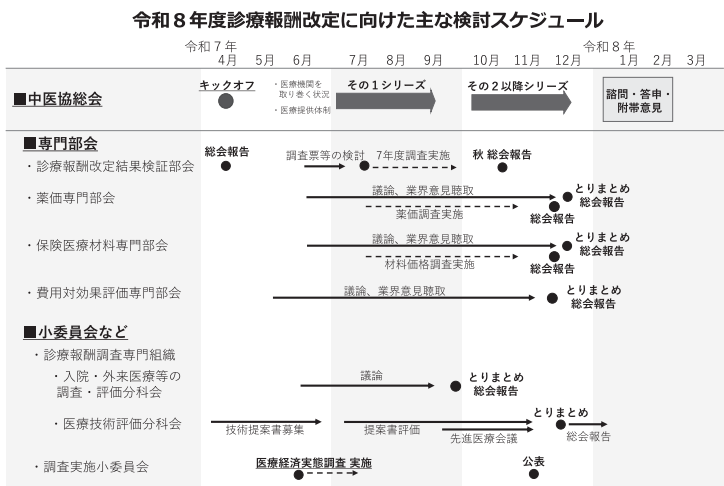 令和８年度診療報酬改定に向けた主な検討スケジュール
令和７年
令和８年
4月 5月 6月 7月 8月 9月 10月 11月 12月 1月 2月 3月
■中医協総会
キックオフ
・医療機関を
取り巻く状況
・医療提供体制
その１シリーズ
その２以降シリーズ
諮問・答申・
附帯意見
■専門部会
・診療報酬改定結果検証部会
総会報告
調査票等の検討
7年度調査実施
秋 総会報告
・薬価専門部会
議論、業界意見聴取
薬価調査実施
総会報告
とりまとめ
総会報告
・保険医療材料専門部会
議論、業界意見聴取
材料価格調査実施
総会報告
とりまとめ
総会報告
・費用対効果評価専門部会
議論、業界意見聴取
とりまとめ
総会報告
■小委員会など
・診療報酬調査専門組織
・入院・外来医療等の
調査・評価分科会
議論
とりまとめ
総会報告
・医療技術評価分科会
技術提案書募集
提案書評価
先進医療会議
とりまとめ
総会報告
・調査実施小委員会
医療経済実態調査 実施
公表